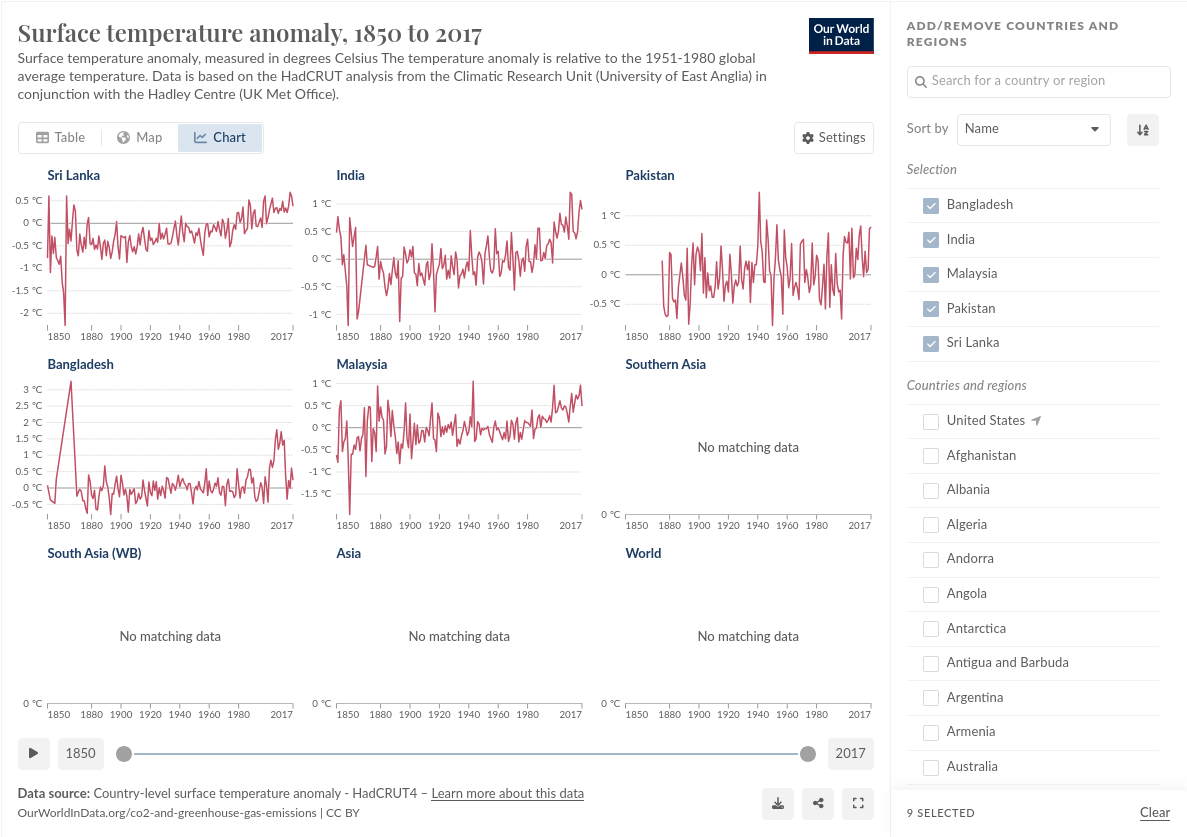 Surface temperature anomaly, 1850 to 2017
Our World
in Data
Surface temperature anomaly, measured in degrees Celsius The temperature anomaly is relative to the 1951-1980 global
average temperature. Data is based on the HadCRUT analysis from the Climatic Research Unit (University of East Anglia) in
conjunction with the Hadley Centre (UK Met Office).
Table
Map
Chart
Settings
Sri Lanka
0.5 °C
0 °C
-0.5 °C
-1 °C
-1.5 °C
-2 °C
1850 1880 1900 1920 1940 1960 1980 2017
India
1 °C
0.5 °C
0 °C
-0.5 °C
-1 °C
1850 1880 1900 1920 1940 1960 1980 2017
Pakistan
1 °C
0.5 °C
0 °C
-0.5 °C
1850 1880 1900 1920 1940 1960 1980 2017
Bangladesh
3 °C
2.5 °C
2 °C
1.5 °C
1 °C
0.5 °C
0 °C
-0.5 °C
1850 1880 1900 1920 1940 1960 1980 2017
Malaysia
1 °C
0.5 °C
0 °C
-0.5 °C
-1 °C
-1.5 °C
1850 1880 1900 1920 1940 1960 1980 2017
Southern Asia
No matching data
0 °C
1850 1880 1900 1920 1940 1960 1980 2017
South Asia (WB)
No matching data
0 °C
1850 1880 1900 1920 1940 1960 1980 2017
Asia
No matching data
0 °C
1850 1880 1900 1920 1940 1960 1980 2017
World
No matching data
0 °C
1850 1880 1900 1920 1940 1960 1980 2017
1850
2017
Data source: Country-level surface temperature anomaly - HadCRUT4 – Learn more about this data
OurWorldInData.org/co2-and-greenhouse-gas-emissions | CC BY
ADD/REMOVE COUNTRIES AND
REGIONS
Search for a country or region
Sort by
Name
Selection
Bangladesh
India
Malaysia
Pakistan
Sri Lanka
Countries and regions
United States
Afghanistan
Albania
Algeria
Andorra
Angola
Antarctica
Antigua and Barbuda
Argentina
Armenia
Australia
9 SELECTED
Clear